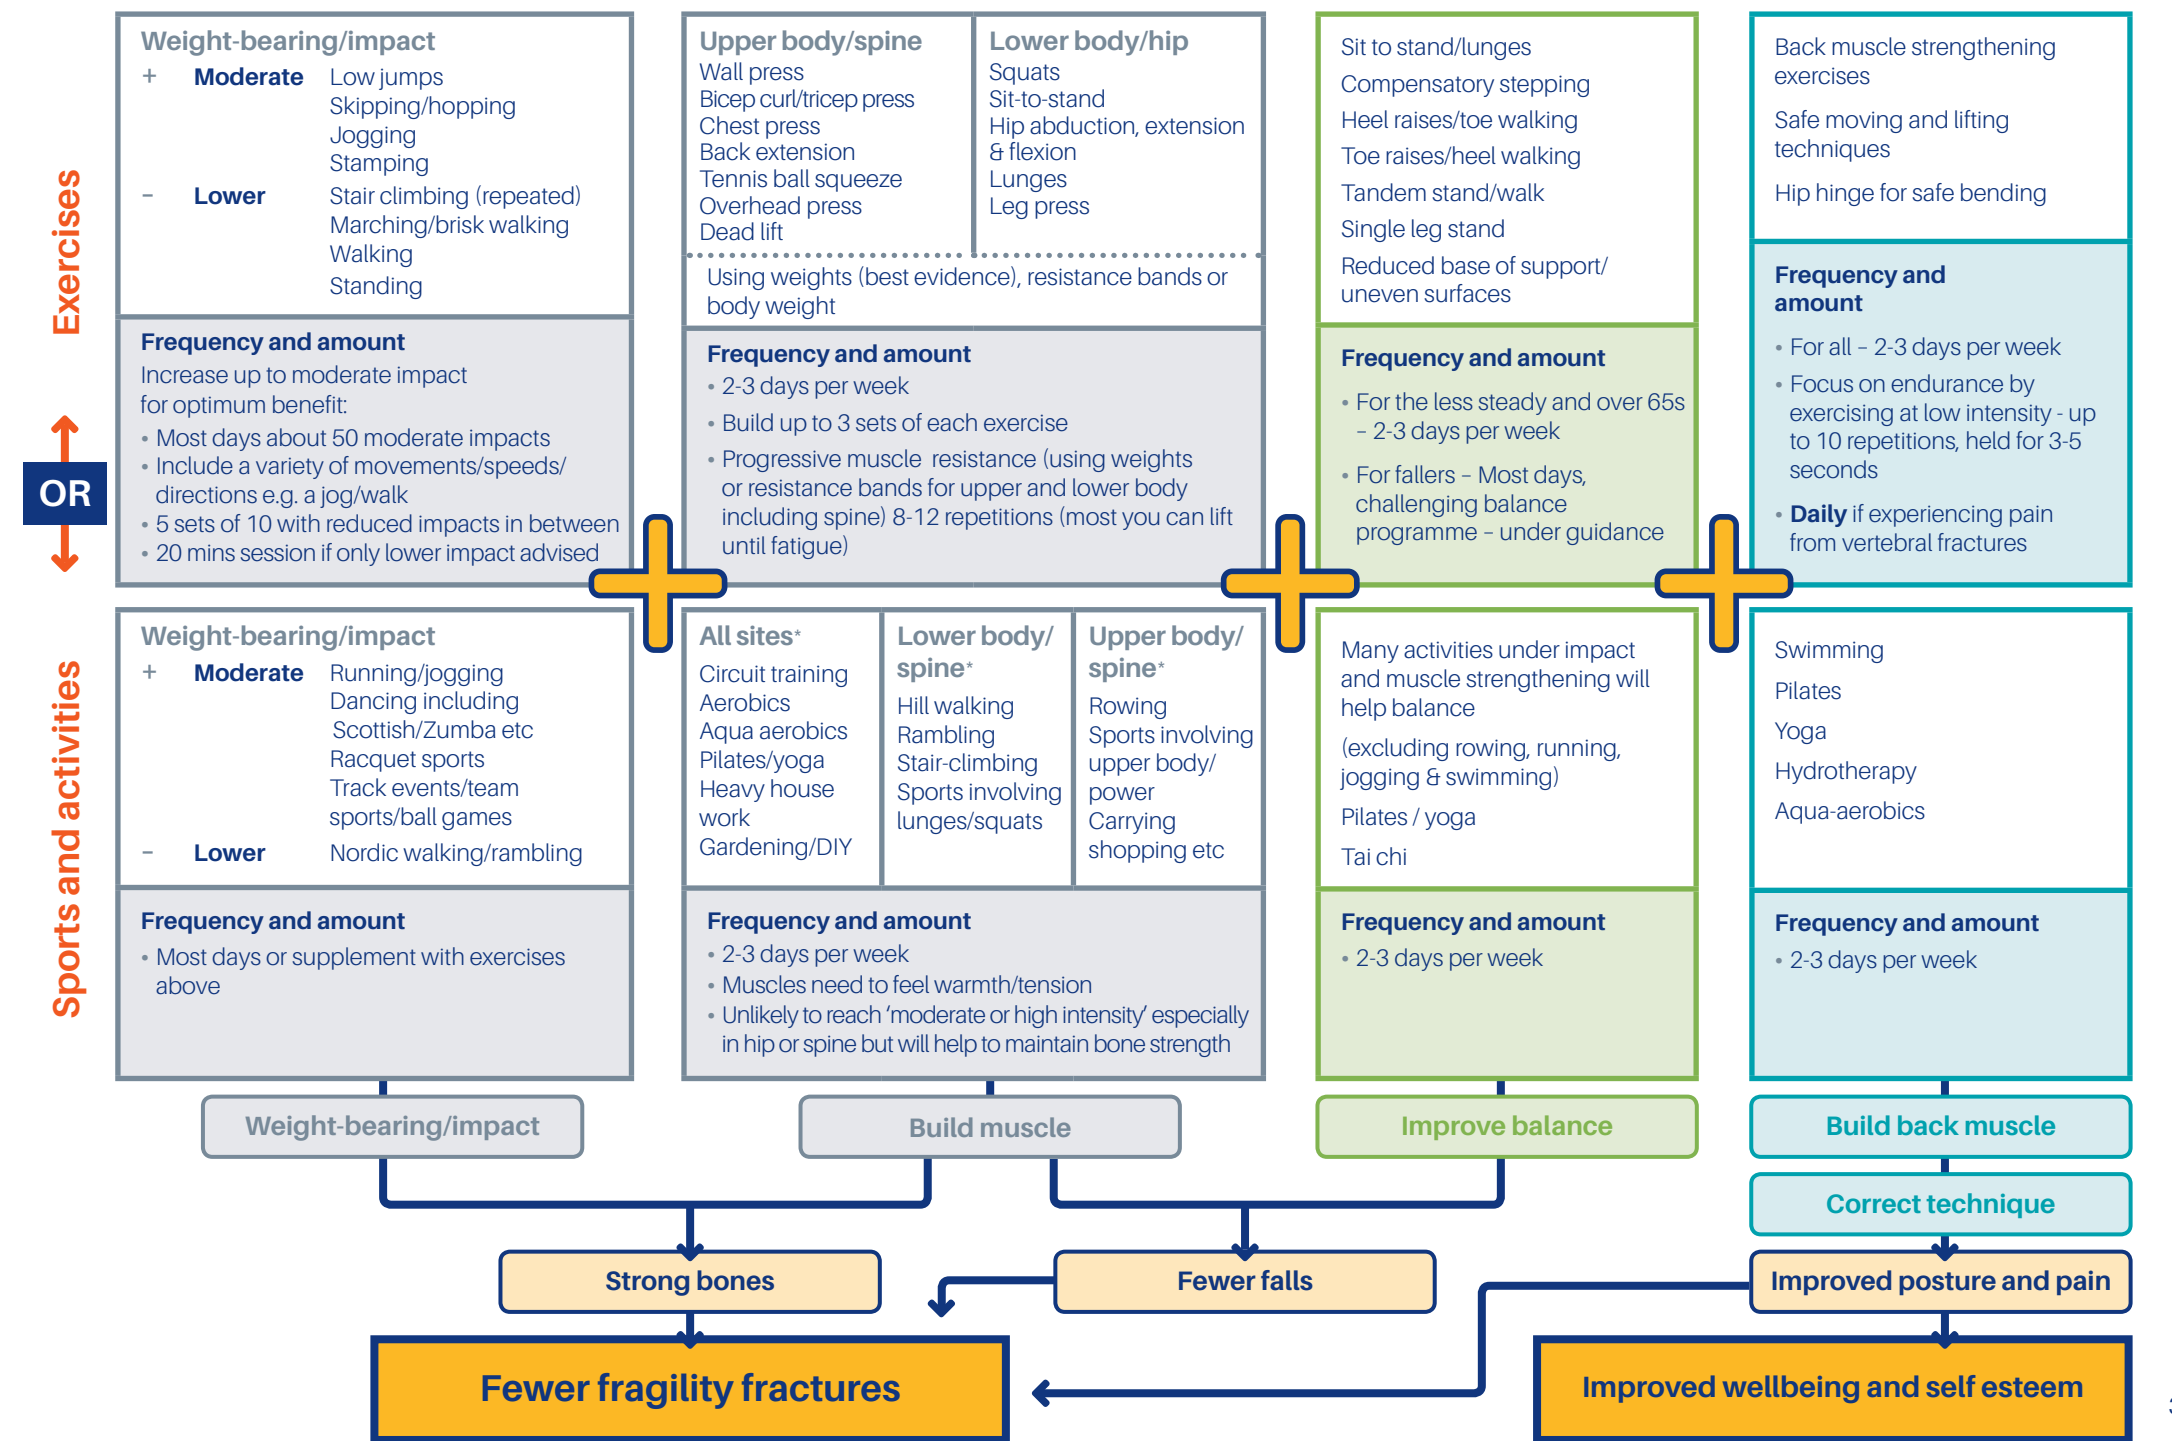 Exercises
OR
Sports and activities
Weight-bearing/impact
+ Moderate Low jumps
Skipping/hopping
Jogging
Stamping
– Lower Stair climbing (repeated)
Marching/brisk walking
Walking
Standing
Frequency and amount
Increase up to moderate impact
for optimum benefit:
• Most days about 50 moderate impacts
• Include a variety of movements/speeds/
directions e.g. a jog/walk
• 5 sets of 10 with reduced impacts in between
• 20 mins session if only lower impact advised
Upper body/spine
Wall press
Bicep curl/tricep press
Chest press
Back extension
Tennis ball squeeze
Overhead press
Dead lift
Lower body/hip
Squats
Sit-to-stand
Hip abduction, extension
& flexion
Lunges
Leg press
Using weights (best evidence), resistance bands or
body weight
Frequency and amount
• 2-3 days per week
• Build up to 3 sets of each exercise
• Progressive muscle resistance (using weights
or resistance bands for upper and lower body
including spine) 8-12 repetitions (most you can lift
until fatigue)
Sit to stand/lunges
Compensatory stepping
Heel raises/toe walking
Toe raises/heel walking
Tandem stand/walk
Single leg stand
Reduced base of support/
uneven surfaces
Frequency and amount
• For the less steady and over 65s
– 2-3 days per week
• For fallers – Most days,
challenging balance
programme – under guidance
Back muscle strengthening
exercises
Safe moving and lifting
techniques
Hip hinge for safe bending
Frequency and
amount
• For all – 2-3 days per week
• Focus on endurance by
exercising at low intensity - up
to 10 repetitions, held for 3-5
seconds
• Daily if experiencing pain
from vertebral fractures
Weight-bearing/impact
+ Moderate Running/jogging
Dancing including
Scottish/Zumba etc
Racquet sports
Track events/team
sports/ball games
– Lower Nordic walking/rambling
Frequency and amount
• Most days or supplement with exercises
above
All sites*
Circuit training
Aerobics
Aqua aerobics
Pilates/yoga
Heavy house
work
Gardening/DIY
Lower body/
spine*
Hill walking
Rambling
Stair-climbing
Sports involving
lunges/squats
Upper body/
spine*
Rowing
Sports involving
upper body/
power
Carrying
shopping etc
Frequency and amount
• 2-3 days per week
• Muscles need to feel warmth/tension
• Unlikely to reach ‘moderate or high intensity’ especially
in hip or spine but will help to maintain bone strength
Many activities under impact
and muscle strengthening will
help balance
(excluding rowing, running,
jogging & swimming)
Pilates / yoga
Tai chi
Frequency and amount
• 2-3 days per week
Swimming
Pilates
Yoga
Hydrotherapy
Aqua-aerobics
Frequency and amount
• 2-3 days per week
Weight-bearing/impact
Build muscle
Improve balance
Build back muscle
Correct technique
Strong bones
Fewer falls
Improved posture and pain
Fewer fragility fractures
Improved wellbeing and self esteem